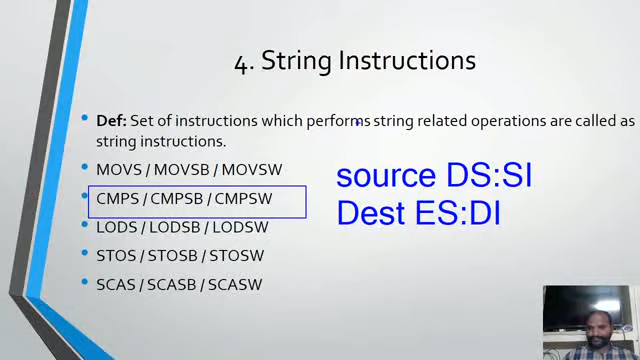 4. String Instructions
Def: Set of instructions which performs string related operations are called as
string instructions.
MOVS / MOVSB / MOVSW
CMPS / CMPSB / CMPSW
LODS / LODSB / LODSW
STOS / STOSB / STOSW
SCAS / SCASB / SCASW
source DS:SI
Dest ES:DI